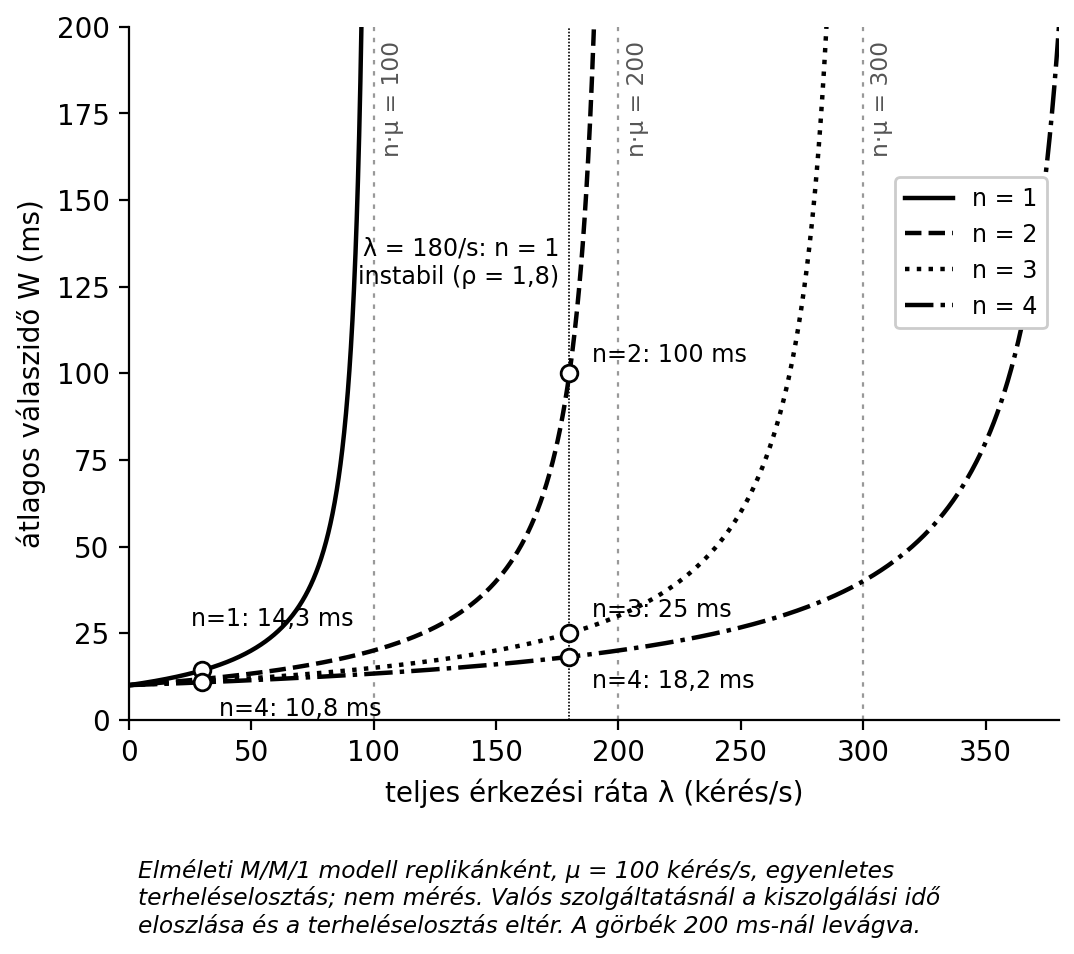 200
175
150
125
100
75
50
25
0
átlagos válaszidő W (ms)
n·μ = 100
n·μ = 200
n·μ = 300
n = 1
n = 2
n = 3
n = 4
λ = 180/s: n = 1
instabil (ρ = 1,8)
n=2: 100 ms
n=1: 14,3 ms
n=3: 25 ms
n=4: 18,2 ms
n=4: 10,8 ms
0 50 100 150 200 250 300 350
teljes érkezési ráta λ (kérés/s)
Elméleti M/M/1 modell replikánként, μ = 100 kérés/s, egyenletes
terheléselosztás; nem mérés. Valós szolgáltatásnál a kiszolgálási idő
eloszlása és a terheléselosztás eltér. A görbék 200 ms-nál levágva.